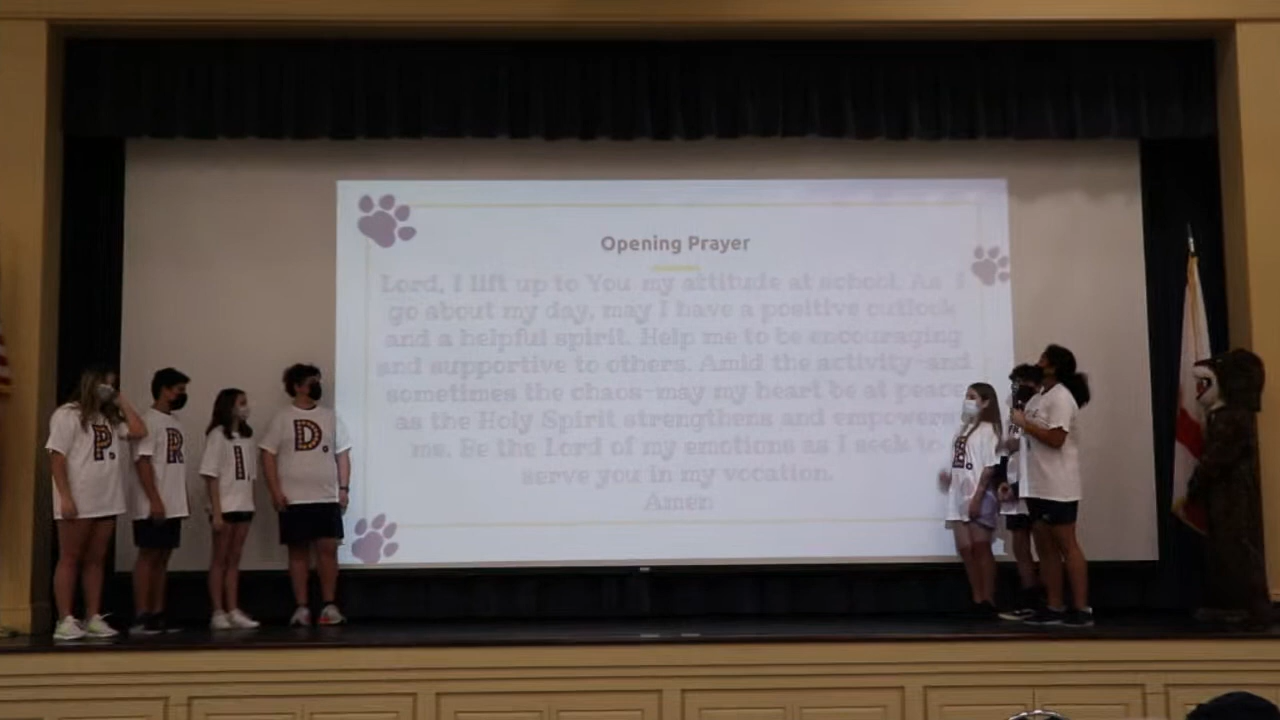 Opening Prayer
Lord, I lift up to You my attitude at school. As I
go about my day, may I have a positive outlook
and a helpful spirit. Help me to be encouraging
and supportive to others. Amid the activity-and
sometimes the chaos-may my heart be at peace
as the Holy Spirit strengthens and empowers
me. Be the Lord of my emotions as I seek to
serve you in my vocation.
Amen
P.
R
I.
D.
E.